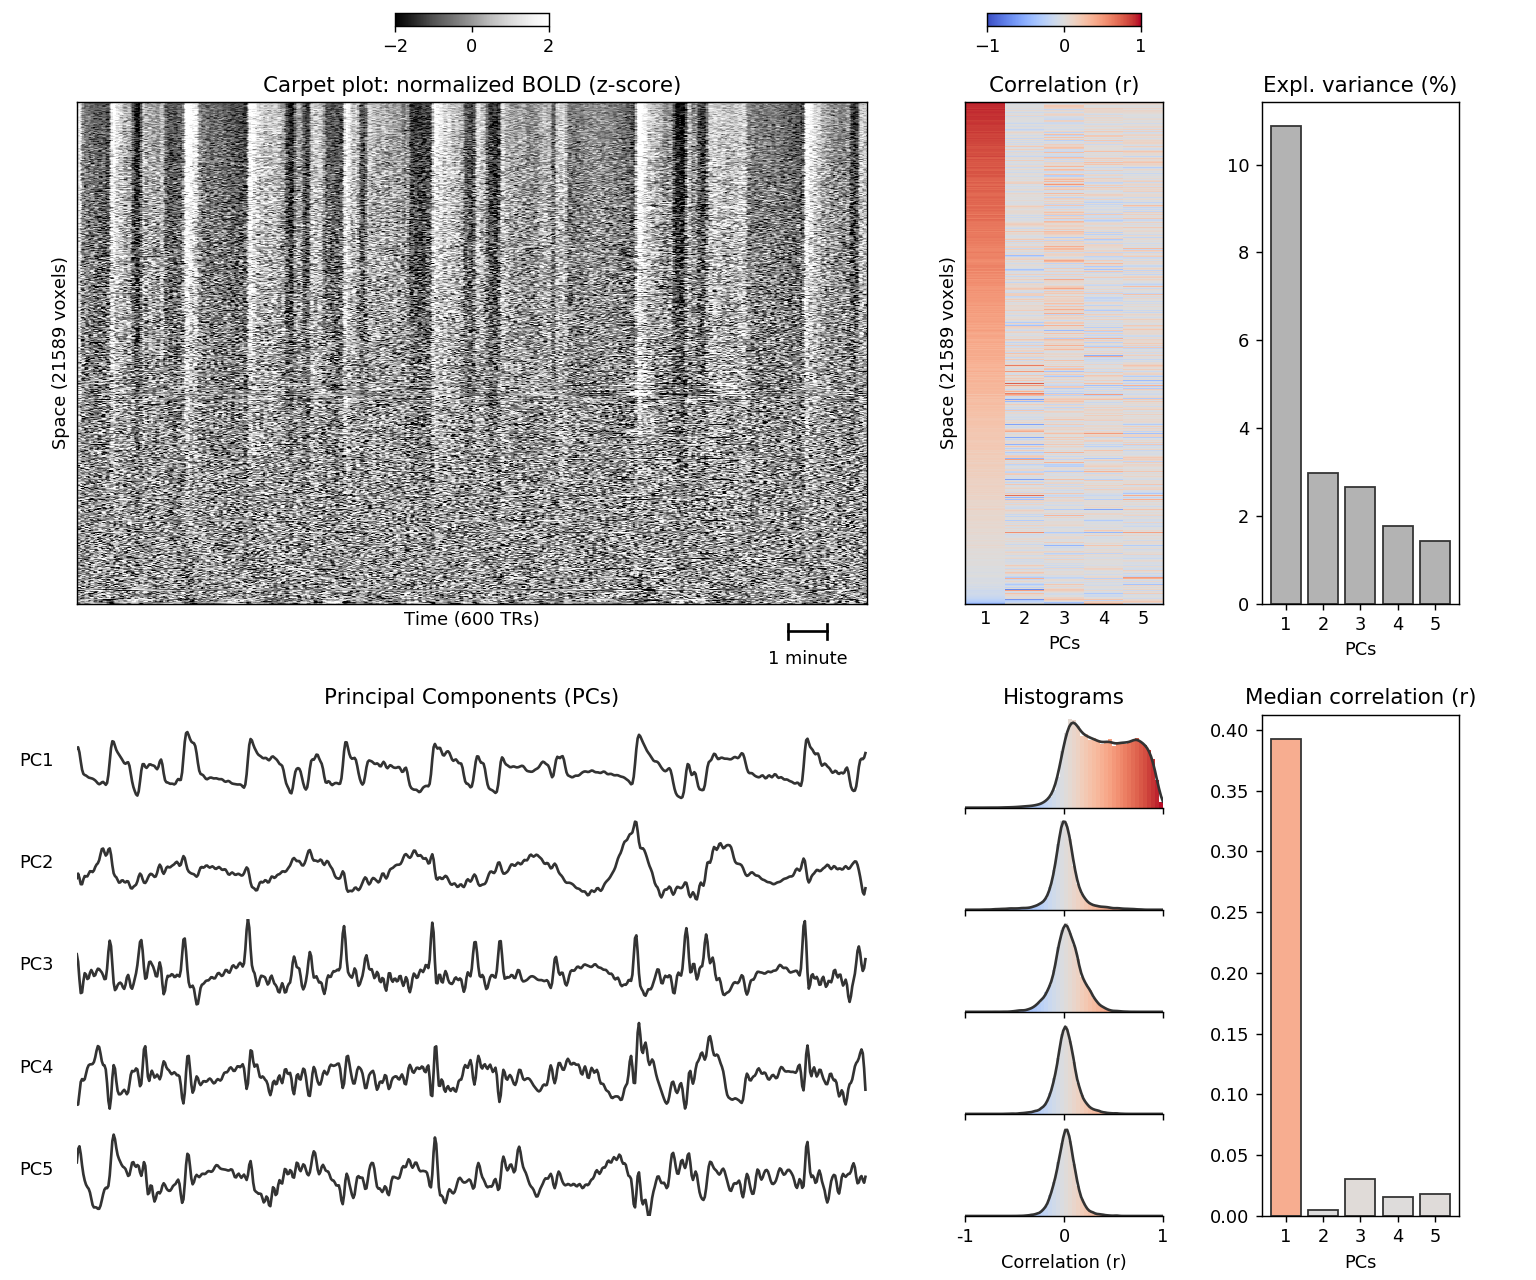 −2 0 2
−1 0 1
Carpet plot: normalized BOLD (z-score)
Correlation (r)
Expl. variance (%)
Space (21589 voxels)
Time (600 TRs)
1 minute
Space (21589 voxels)
1 2 3 4 5
PCs
10
8
6
4
2
0
1 2 3 4 5
PCs
Principal Components (PCs)
PC1
PC2
PC3
PC4
PC5
Histograms
-1 0 1
Correlation (r)
Median correlation (r)
0.40
0.35
0.30
0.25
0.20
0.15
0.10
0.05
0.00
1 2 3 4 5
PCs